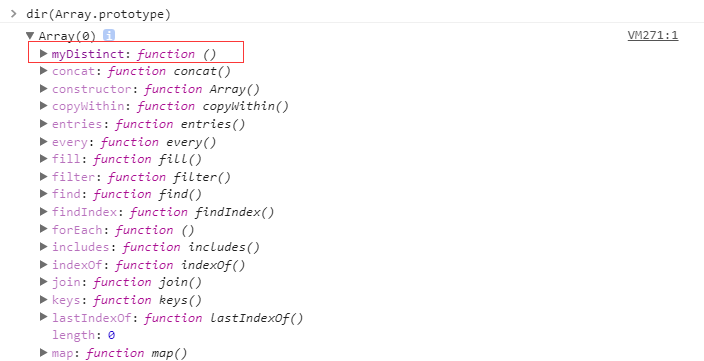 > dir(Array.prototype)
▼ Array(0) i VM271:1
▶ myDistinct: function ()
▶ concat: function concat()
▶ constructor: function Array()
▶ copyWithin: function copyWithin()
▶ entries: function entries()
▶ every: function every()
▶ fill: function fill()
▶ filter: function filter()
▶ find: function find()
▶ findIndex: function findIndex()
▶ forEach: function ()
▶ includes: function includes()
▶ indexOf: function indexOf()
▶ join: function join()
▶ keys: function keys()
▶ lastIndexOf: function lastIndexOf()
length: 0
▶ map: function map()